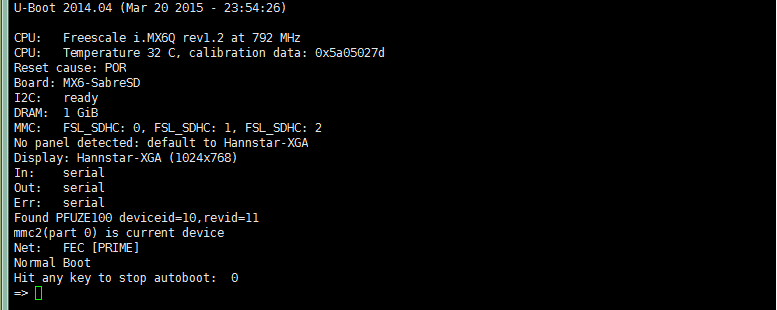 U-Boot 2014.04 (Mar 20 2015 - 23:54:26)
CPU:   Freescale i.MX6Q rev1.2 at 792 MHz
CPU:   Temperature 32 C, calibration data: 0x5a05027d
Reset cause: POR
Board: MX6-SabreSD
I2C:   ready
DRAM:  1 GiB
MMC:   FSL_SDHC: 0, FSL_SDHC: 1, FSL_SDHC: 2
No panel detected: default to Hannstar-XGA
Display: Hannstar-XGA (1024x768)
In:    serial
Out:   serial
Err:   serial
Found PFUZE100 deviceid=10,revid=11
mmc2(part 0) is current device
Net:   FEC [PRIME]
Normal Boot
Hit any key to stop autoboot:  0
=>